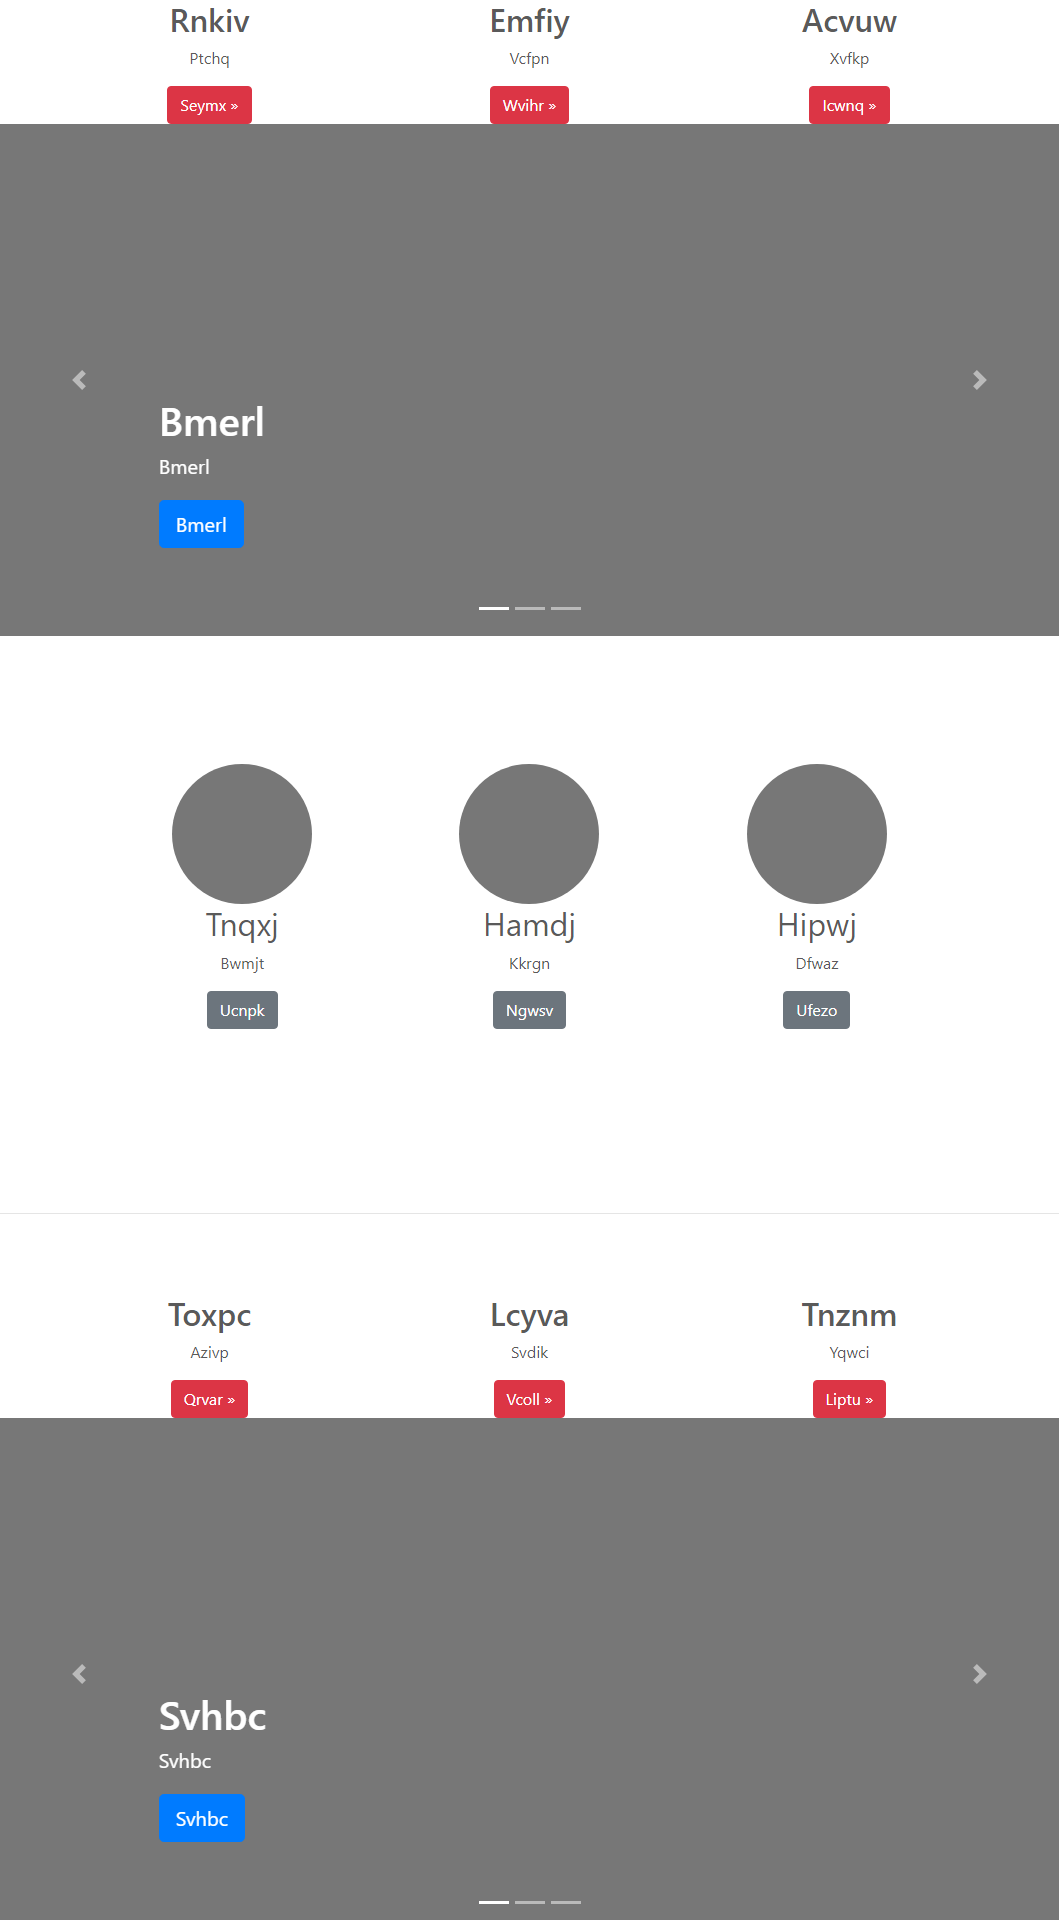 Rnkiv Emfiy Acvuw
Ptchq Vcfpn Xvfkp
Seymx » Wvihr » Icwnq »
Bmerl
Bmerl
Bmerl
Tnqxj Hamdj Hipwj
Bwmjt Kkrgn Dfwaz
Ucnpk Ngwsv Ufezo
Toxpc Lcyva Tnznm
Azivp Svdik Yqwci
Qrvar » Vcoll » Liptu »
Svhbc
Svhbc
Svhbc